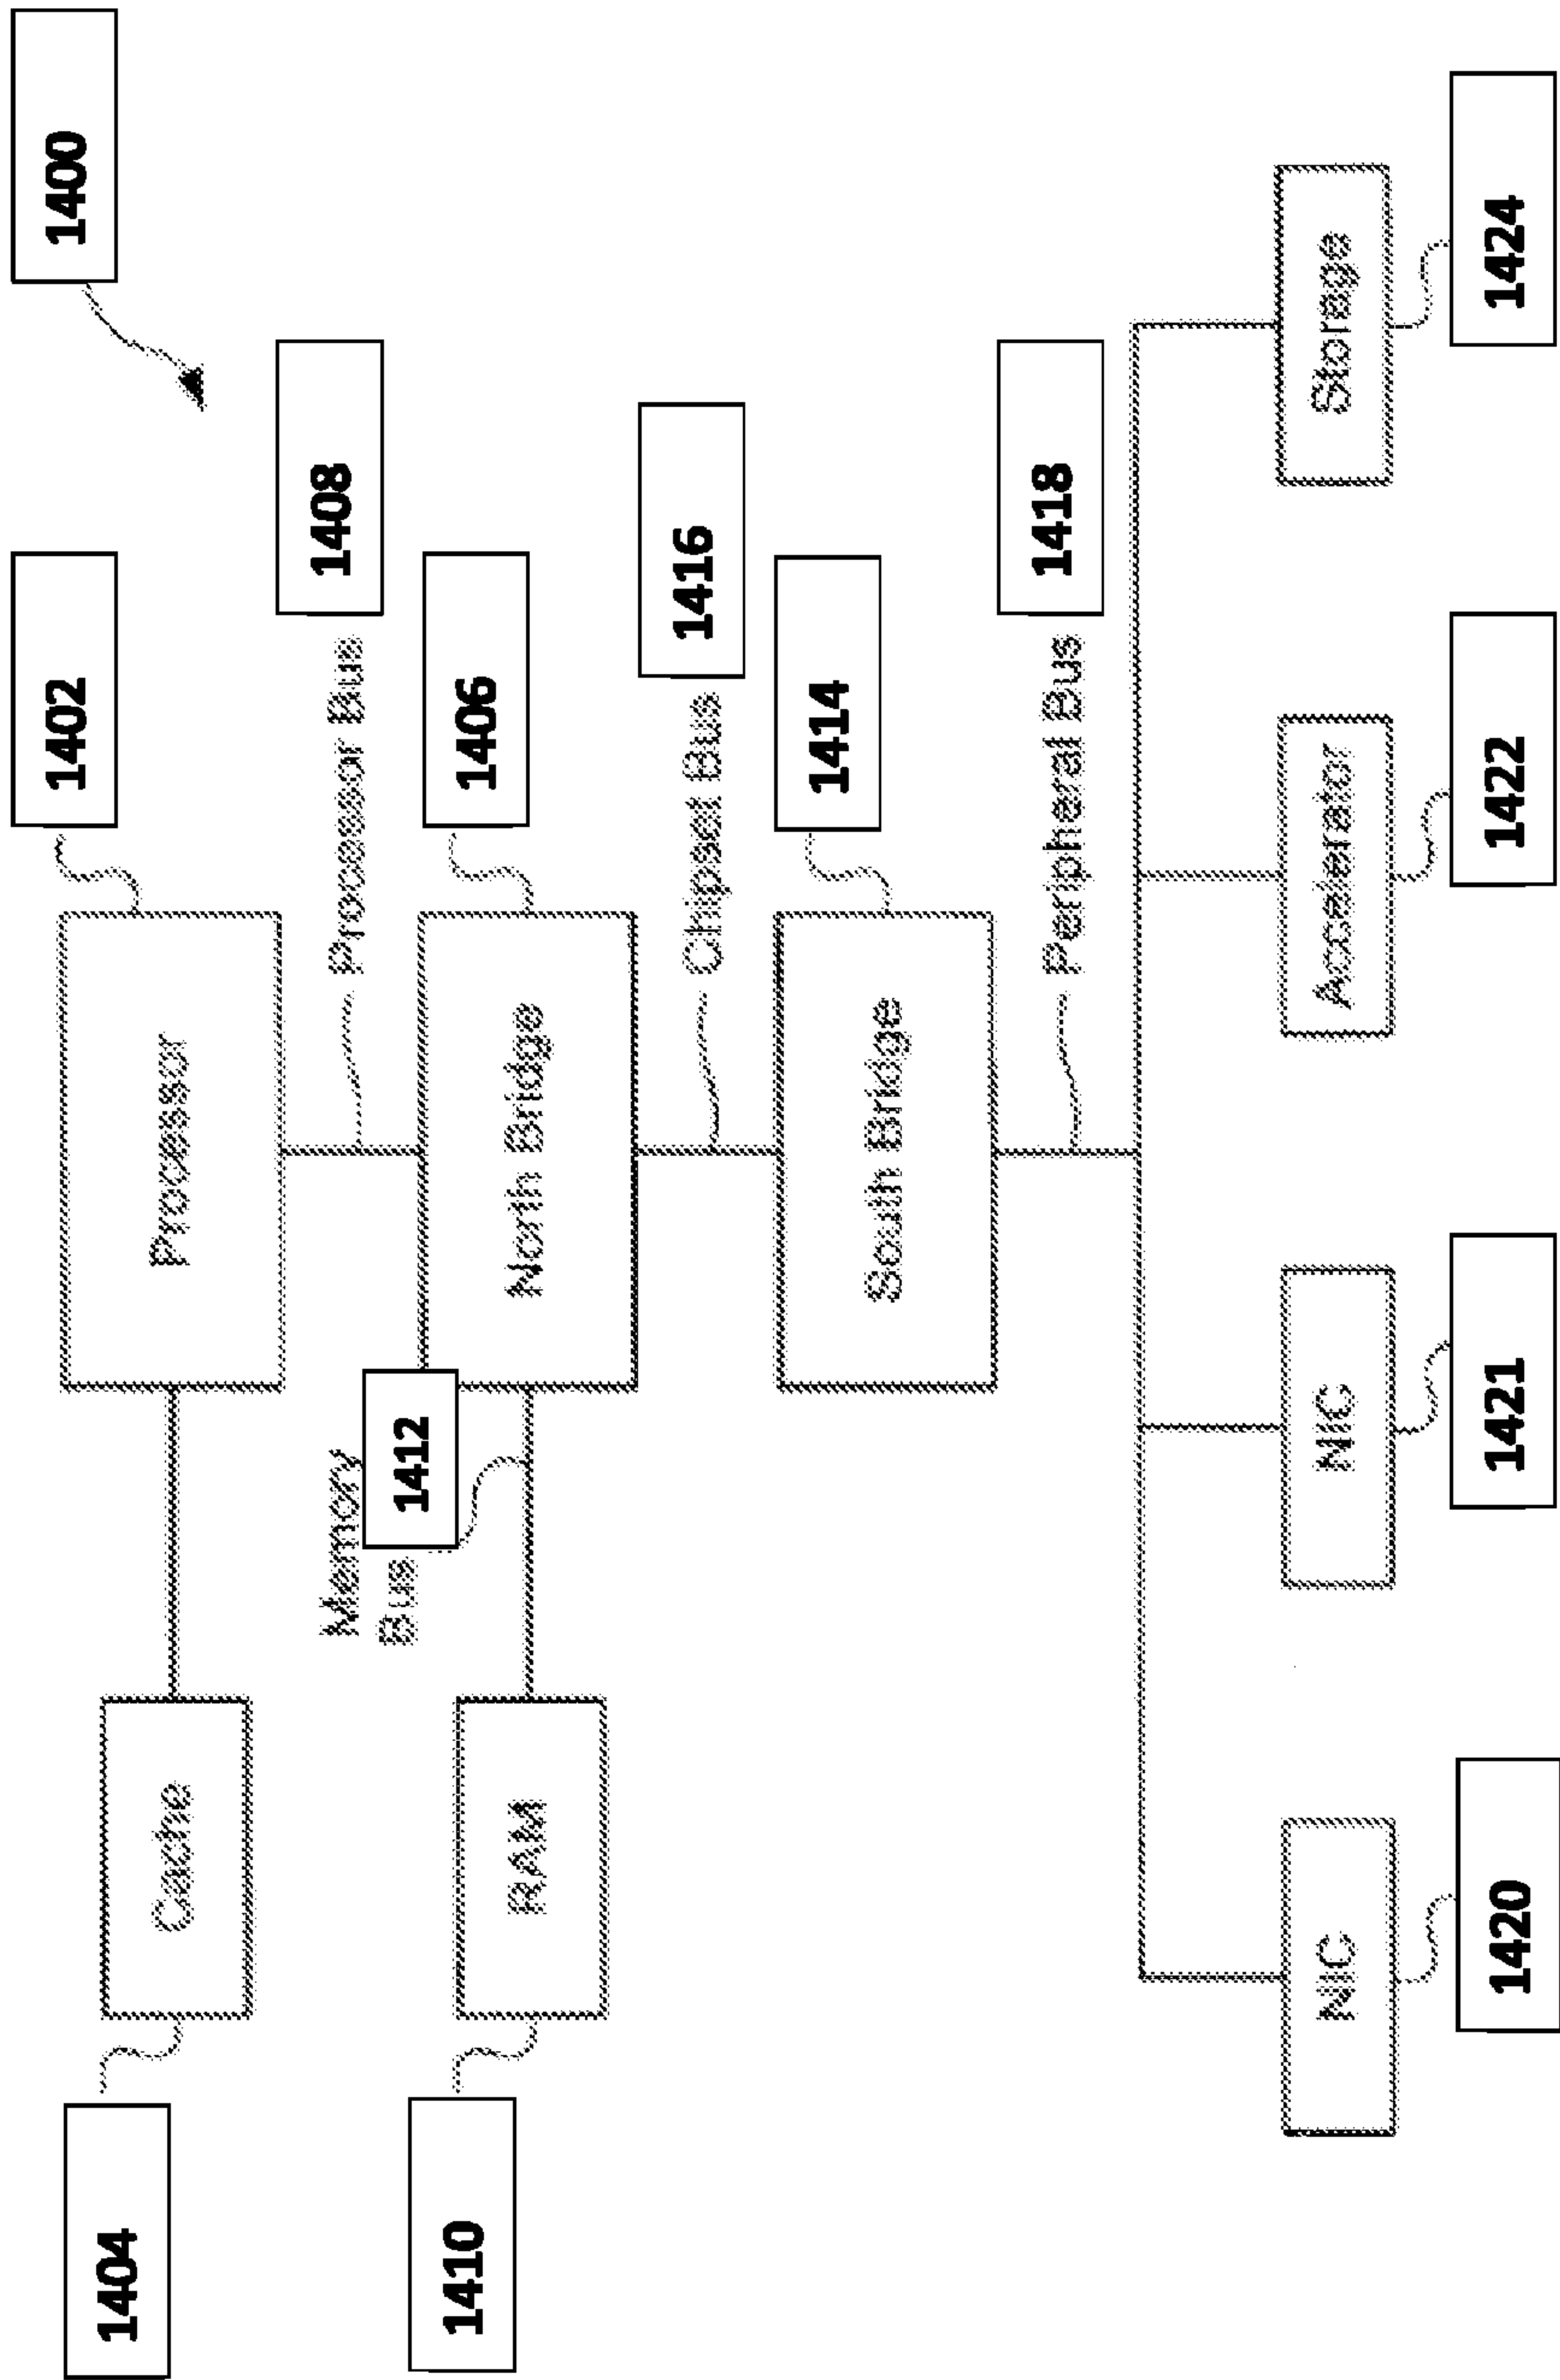 1400
1402
1404
Processor
Cache
Processor Bus
1408
Memory
Bus
1412
1406
North Bridge
RAM
1410
Chipset Bus
1416
1414
South Bridge
Peripheral Bus
1418
NIC
NIC
Accelerator
Storage
1420
1421
1422
1424